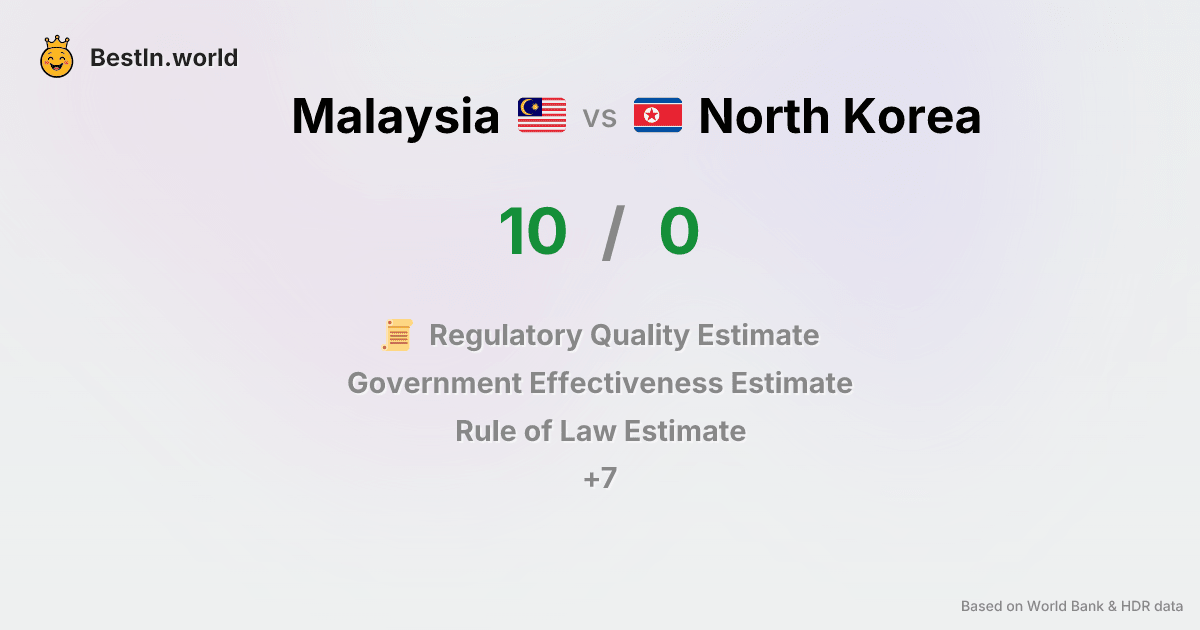 BestIn.world
Malaysia vs North Korea
10 / 0
Regulatory Quality Estimate
Government Effectiveness Estimate
Rule of Law Estimate
+7
Based on World Bank & HDR data